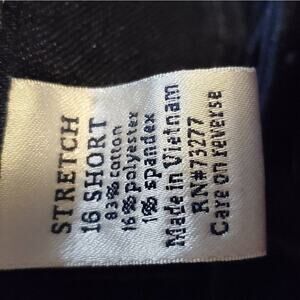 STRETCH
16 SHORT
83% cotton
16% polyester
1% spandex
Made in Vietnam
RN#73277
Care on reverse